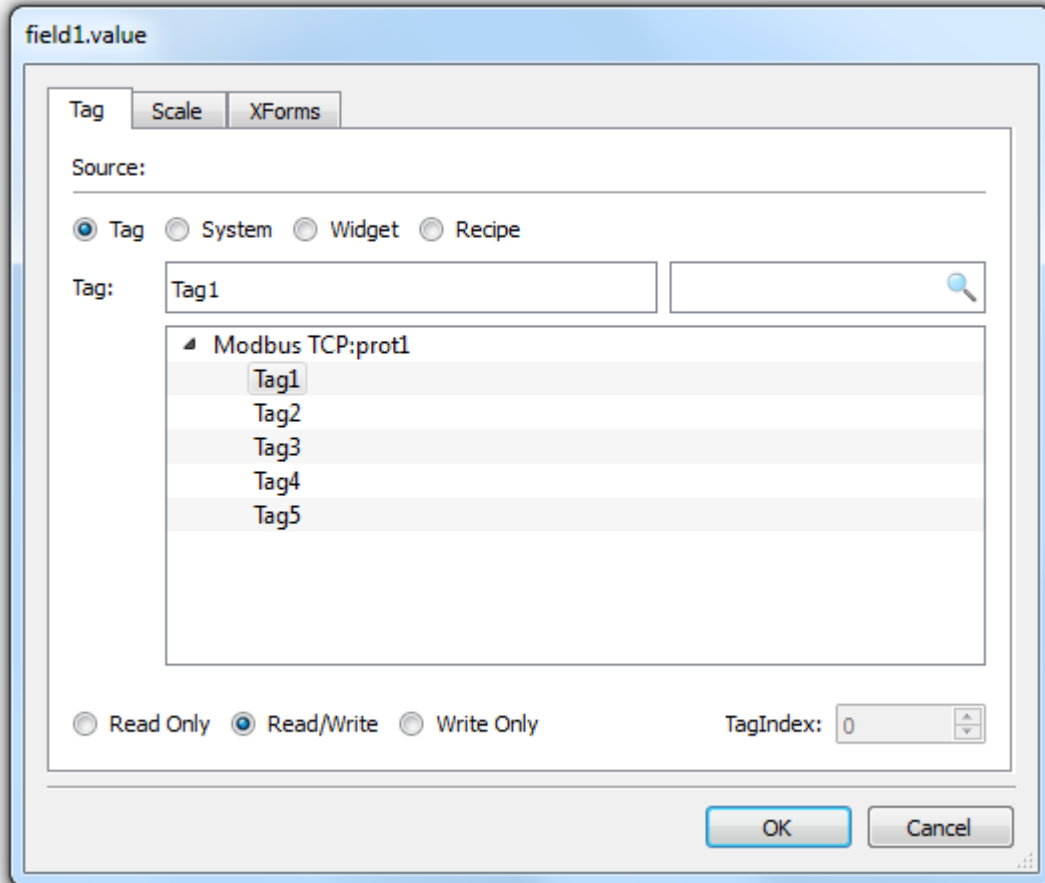 field1.value
Tag Scale XForms
Source:
Tag System Widget Recipe
Tag: Tag1
Modbus TCP:prot1
Tag1
Tag2
Tag3
Tag4
Tag5
Read Only Read/Write Write Only TagIndex: 0
OK Cancel